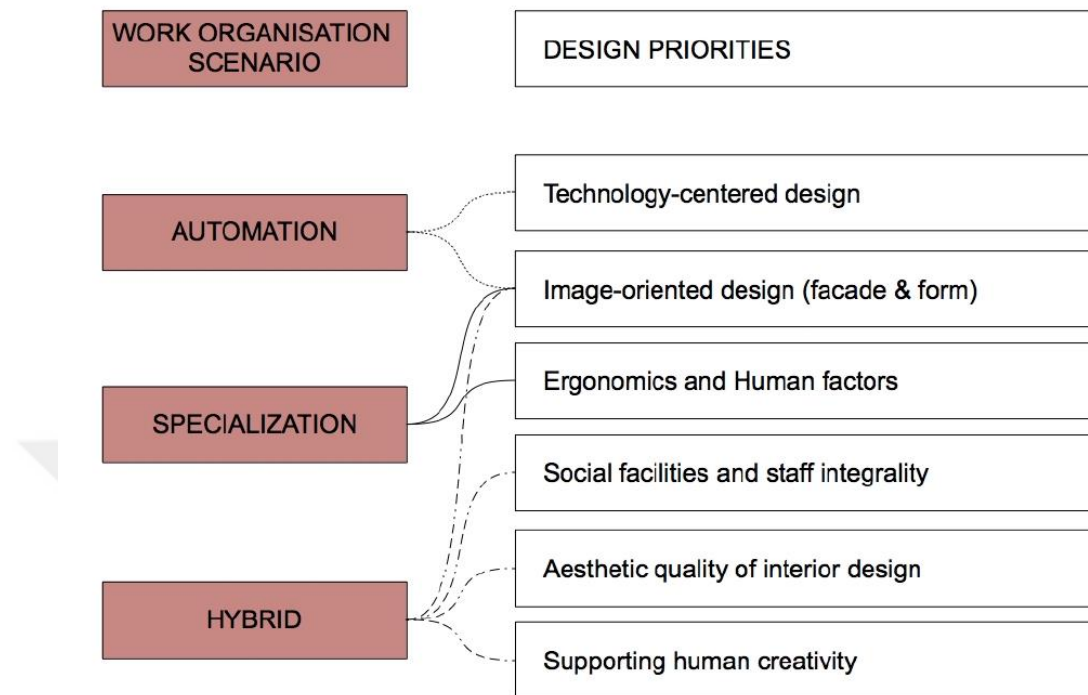 WORK ORGANISATION
SCENARIO
DESIGN PRIORITIES
AUTOMATION
Technology-centered design
Image-oriented design (facade & form)
SPECIALIZATION
Ergonomics and Human factors
Social facilities and staff integrality
HYBRID
Aesthetic quality of interior design
Supporting human creativity